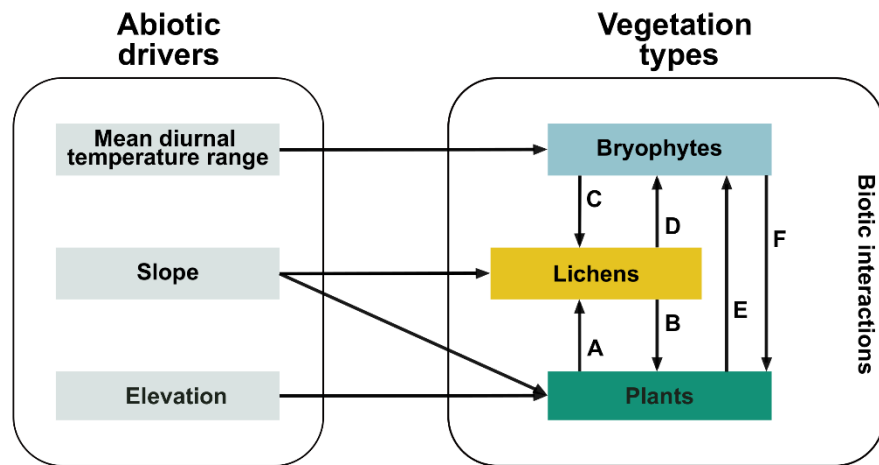 Abiotic
drivers
Vegetation
types
Mean diurnal
temperature range
Slope
Elevation
Bryophytes
C
D
E
F
Lichens
A
B
Plants
Biotic interactions